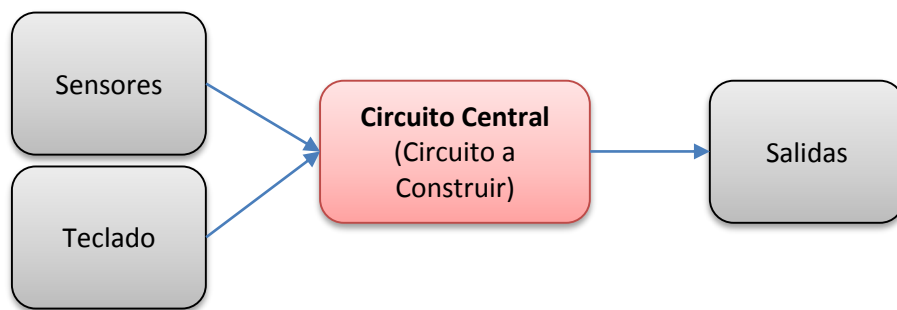 Sensores
Teclado
Circuito Central
(Circuito a
Construir)
Salidas